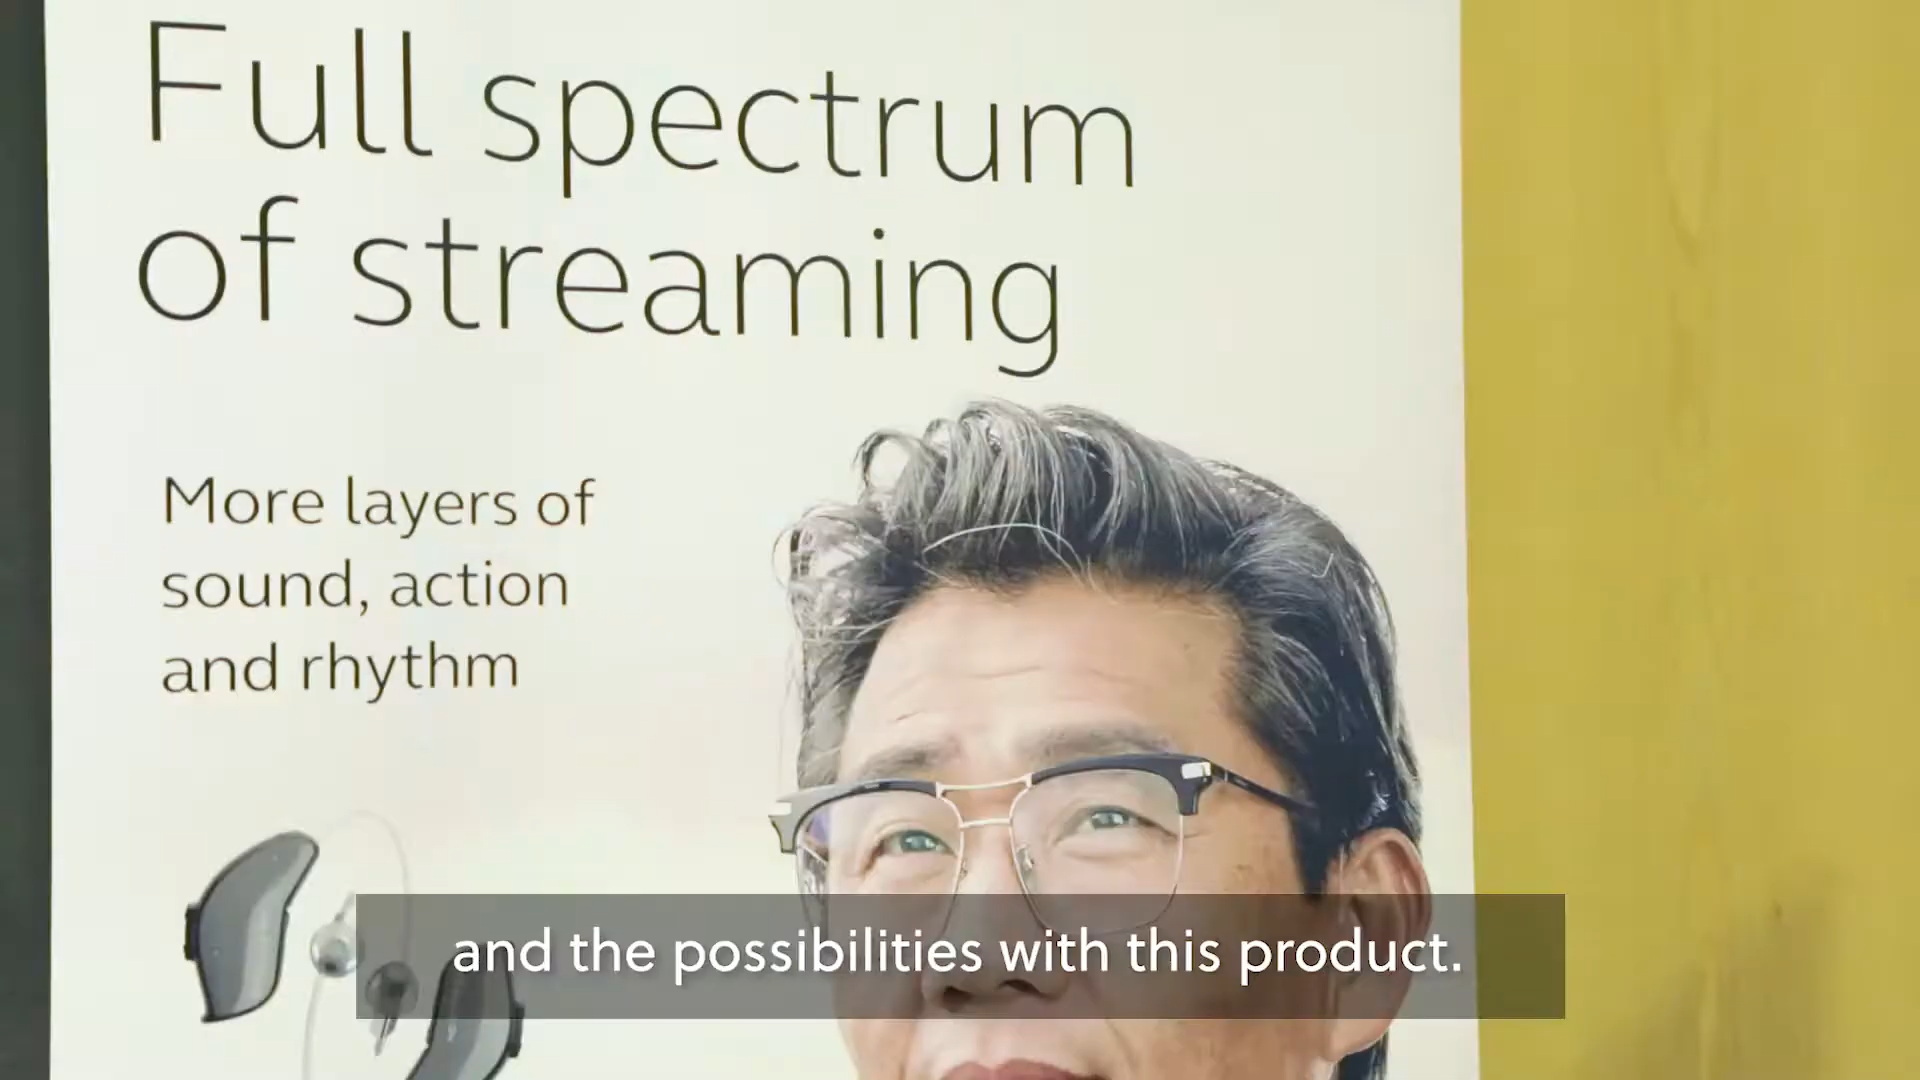 Full spectrum
of streaming
More layers of
sound, action
and rhythm
and the possibilities with this product.